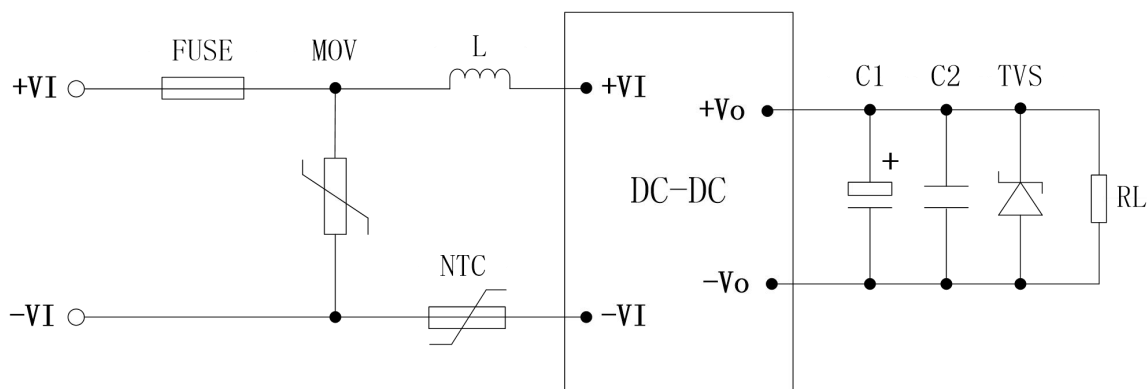 FUSE MOV L
+VI +VI C1 C2 TVS
+Vo
+
DC-DC RL
NTC -Vo
-VI -VI